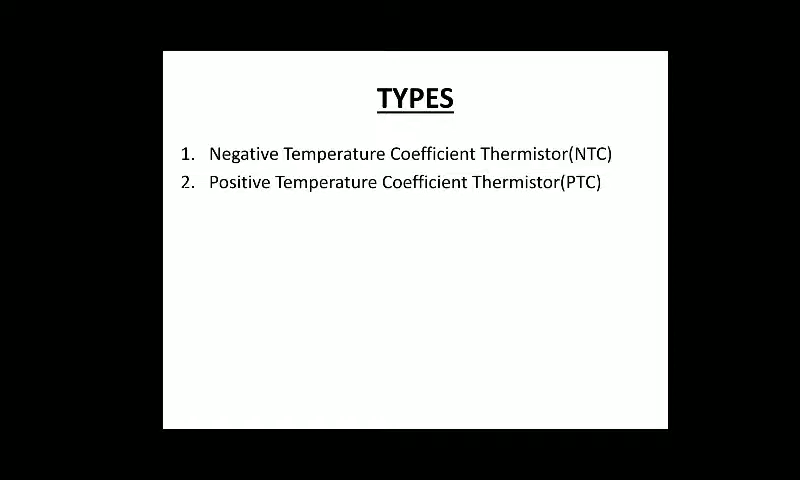 TYPES
1. Negative Temperature Coefficient Thermistor(NTC)
2. Positive Temperature Coefficient Thermistor(PTC)